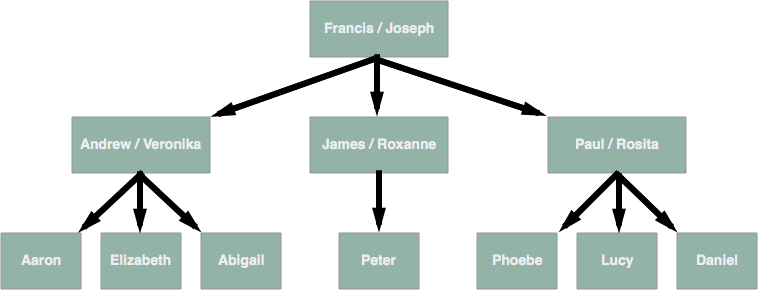 Francis / Joseph
Andrew / Veronika
James / Roxanne
Paul / Rosita
Aaron
Elizabeth
Abigail
Peter
Phoebe
Lucy
Daniel